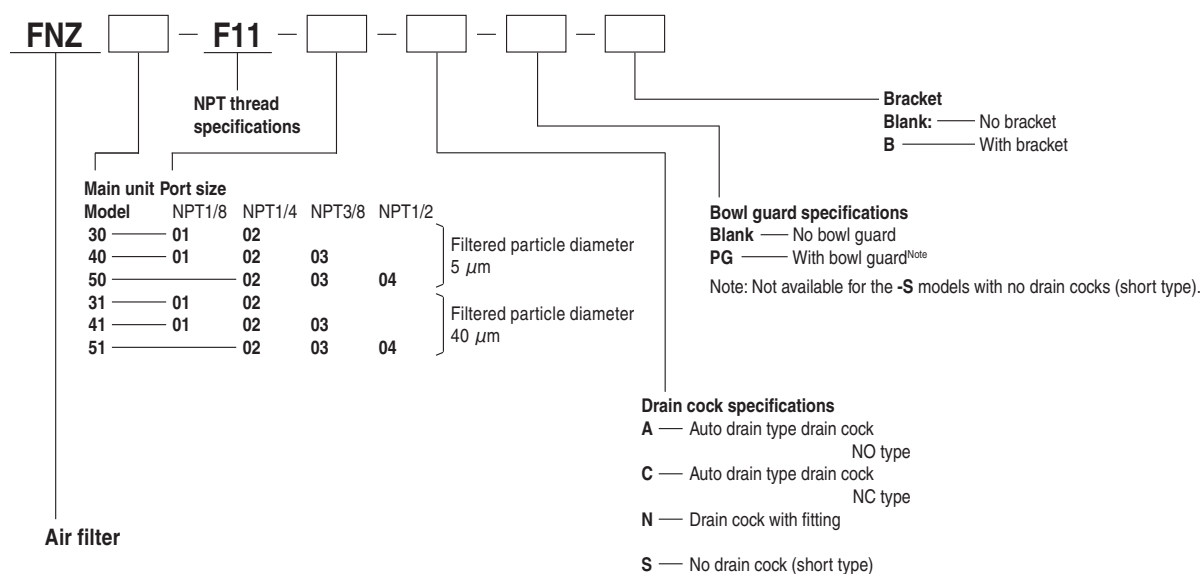 FNZ – F11 – – – –
NPT thread
specifications
Bracket
Blank: No bracket
B With bracket
Main unit Port size
Model NPT1/8 NPT1/4 NPT3/8 NPT1/2
30 01 02
40 01 02 03
50 02 03 04
Filtered particle diameter
5 μm
31 01 02
41 01 02 03
51 02 03 04
Filtered particle diameter
40 μm
Bowl guard specifications
Blank No bowl guard
PG With bowl guardNote
Note: Not available for the -S models with no drain cocks (short type).
Drain cock specifications
A Auto drain type drain cock
NO type
C Auto drain type drain cock
NC type
N Drain cock with fitting
S No drain cock (short type)
Air filter